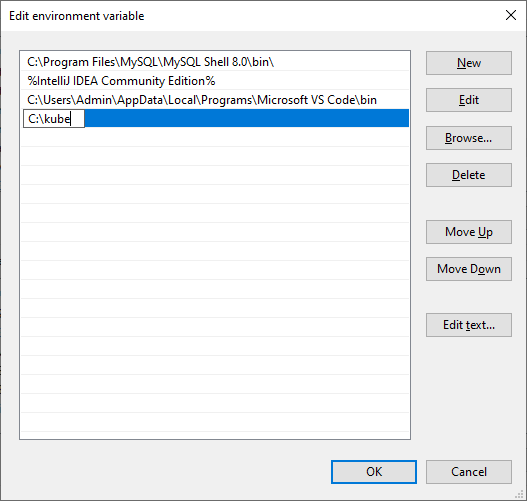 Edit environment variable
C:\Program Files\MySQL\MySQL Shell 8.0\bin\
%IntelliJ IDEA Community Edition%
C:\Users\Admin\AppData\Local\Programs\Microsoft VS Code\bin
C:\kube
New
Edit
Browse...
Delete
Move Up
Move Down
Edit text...
OK
Cancel